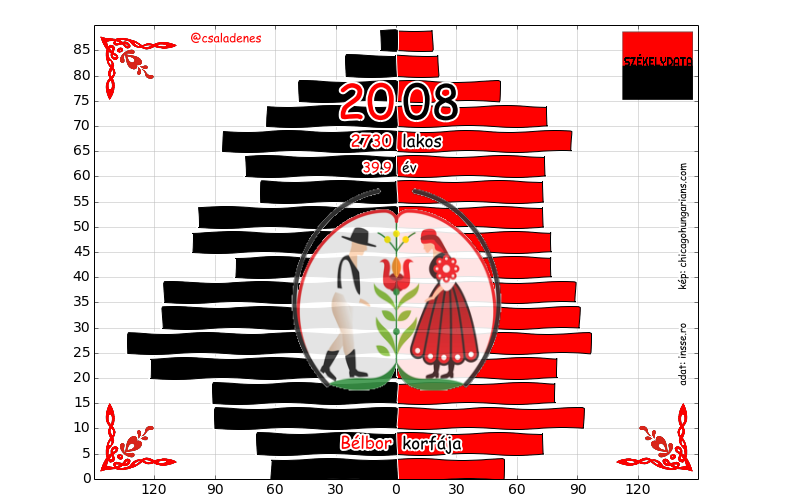 @csaladenes
SZÉKELYDATA
2008
2730 lakos
39.9 év
kép: chicagohungarians.com
adat: insse.ro
Bélbor korfája
85
80
75
70
65
60
55
50
45
40
35
30
25
20
15
10
5
0
120 90 60 30 0 30 60 90 120